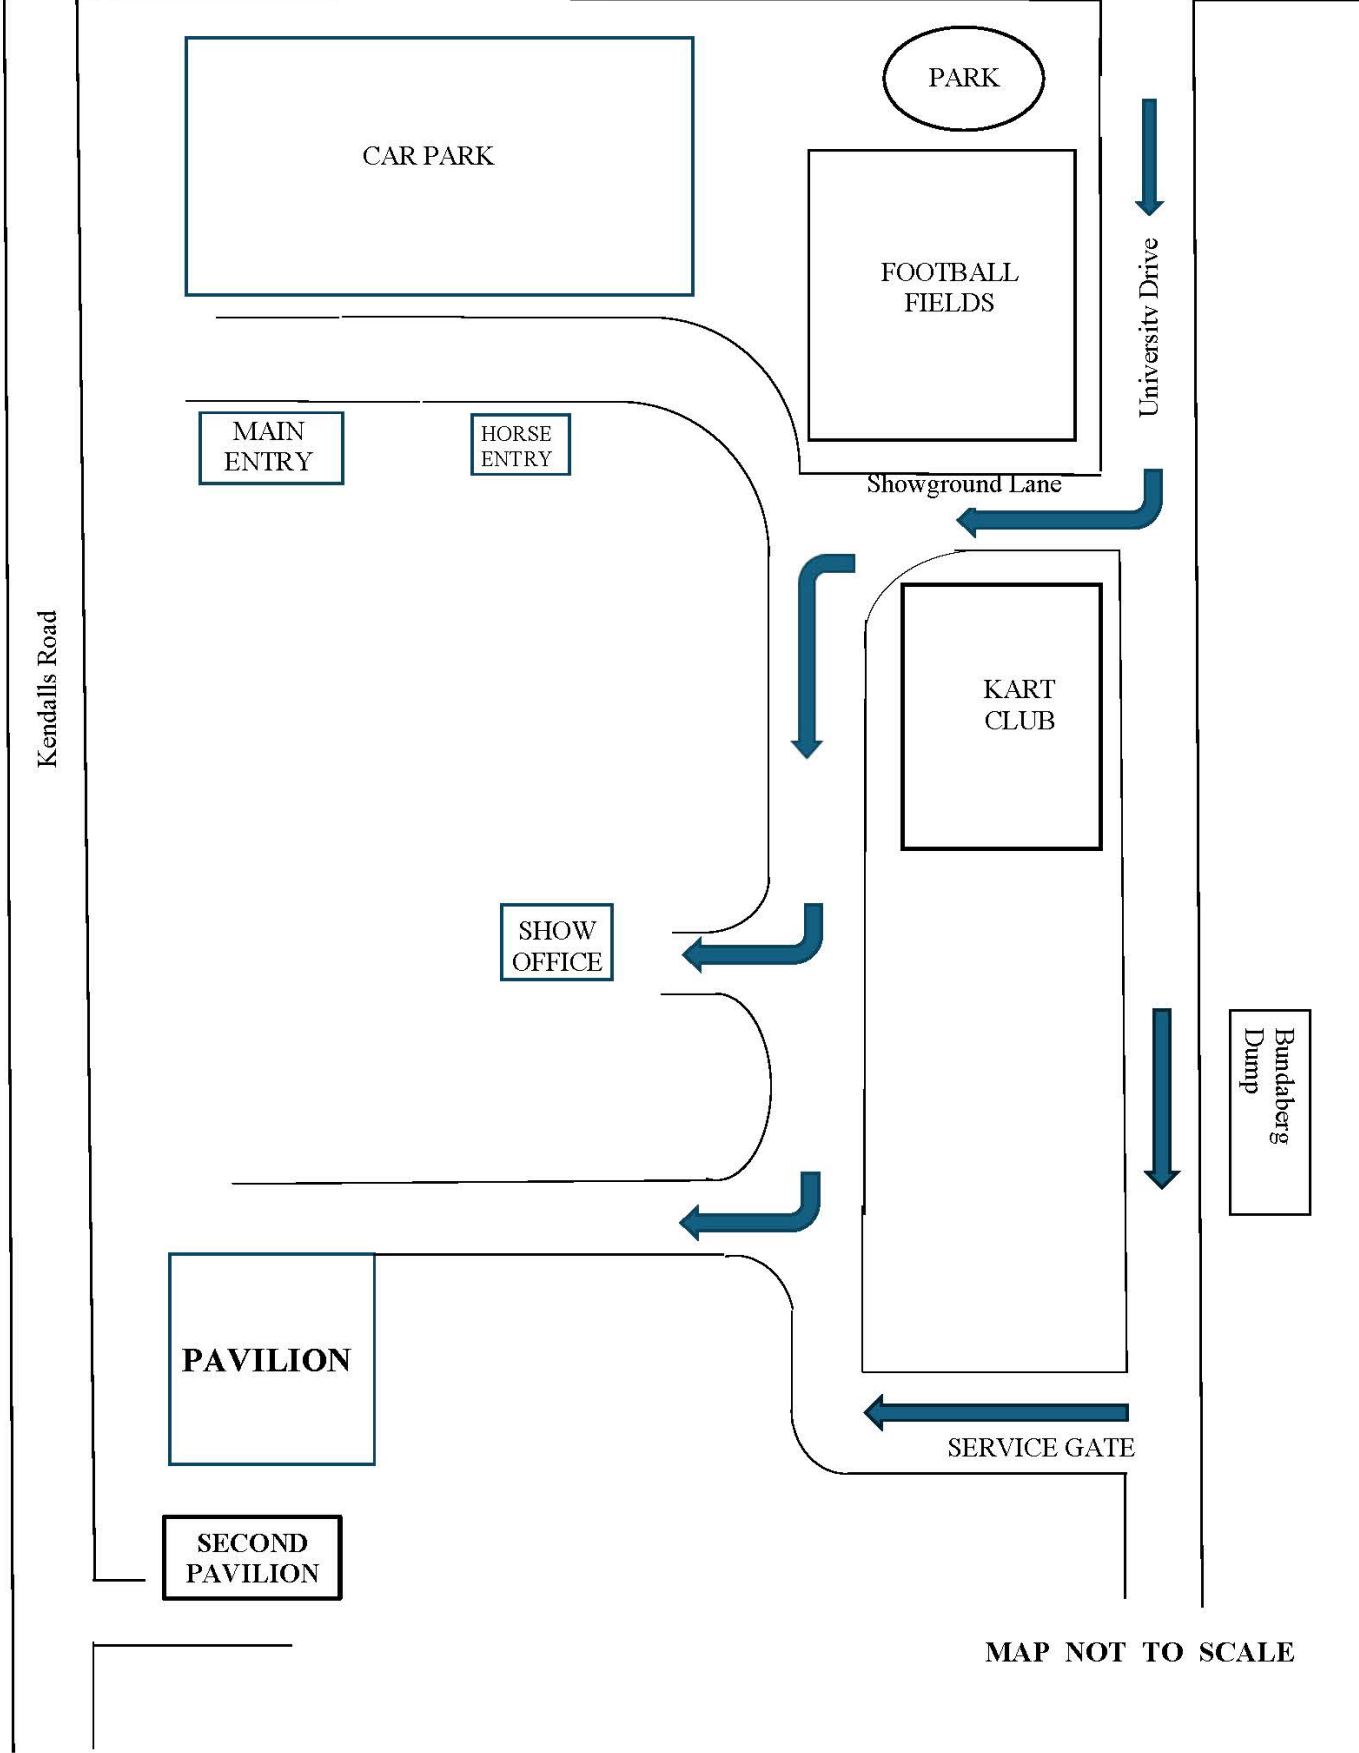 PARK
CAR PARK
FOOTBALL
FIELDS
University Drive
MAIN
ENTRY
HORSE
ENTRY
Showground Lane
Kendalls Road
KART
CLUB
SHOW
OFFICE
Bundaberg
Dump
PAVILION
SERVICE GATE
SECOND
PAVILION
MAP NOT TO SCALE